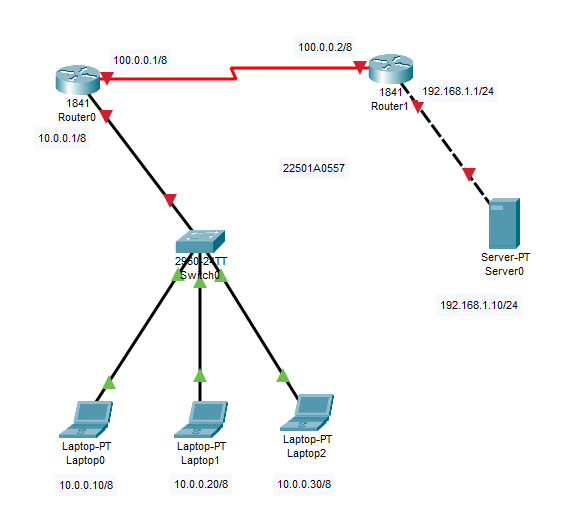 100.0.0.1/8
100.0.0.2/8
1841
Router0
1841
Router1
192.168.1.1/24
10.0.0.1/8
22501A0557
2950-24TT
Switch0
Server-PT
Server0
192.168.1.10/24
Laptop-PT
Laptop0
Laptop-PT
Laptop1
Laptop-PT
Laptop2
10.0.0.10/8
10.0.0.20/8
10.0.0.30/8